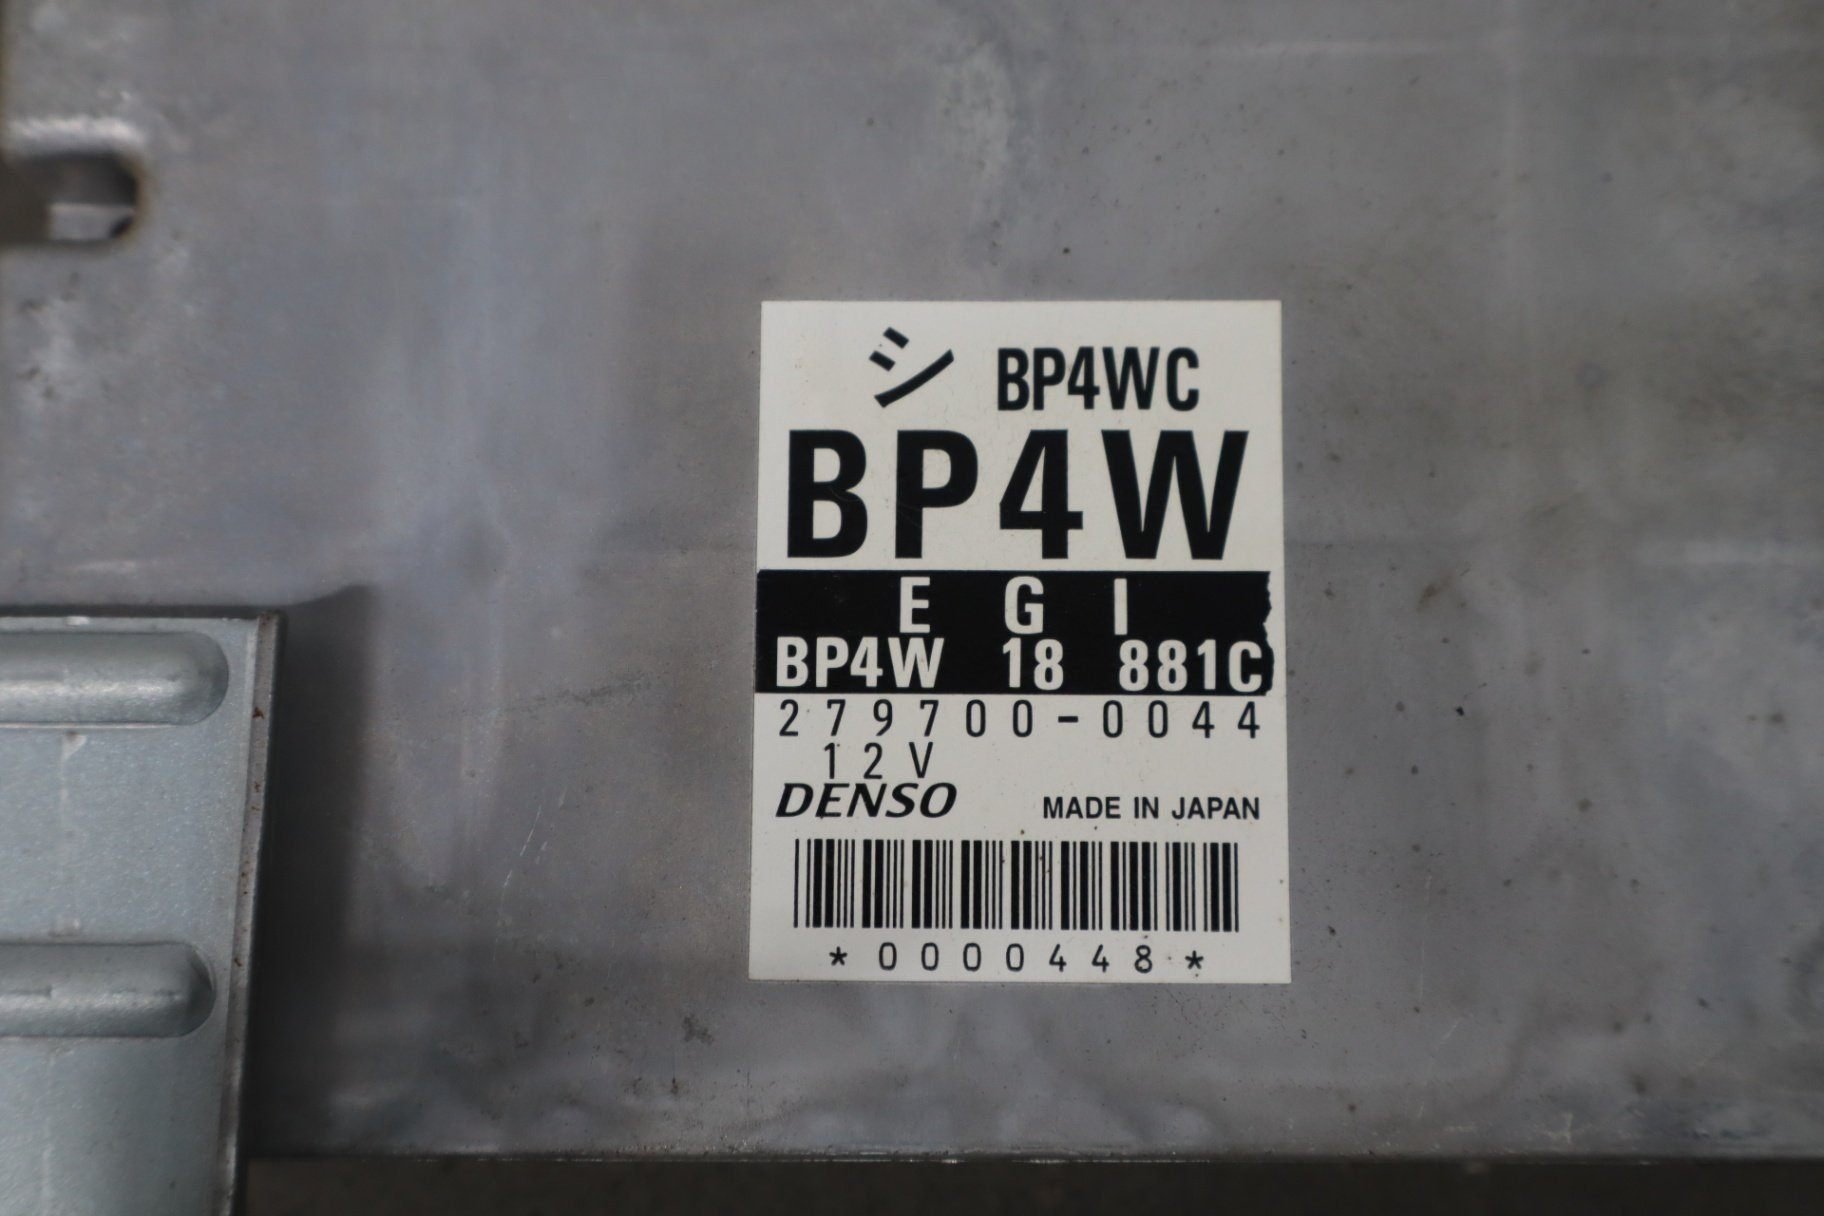 シ BP4WC
BP4W
E G I
BP4W 18 881C
279700-0044
12V
DENSO MADE IN JAPAN
*0000448*